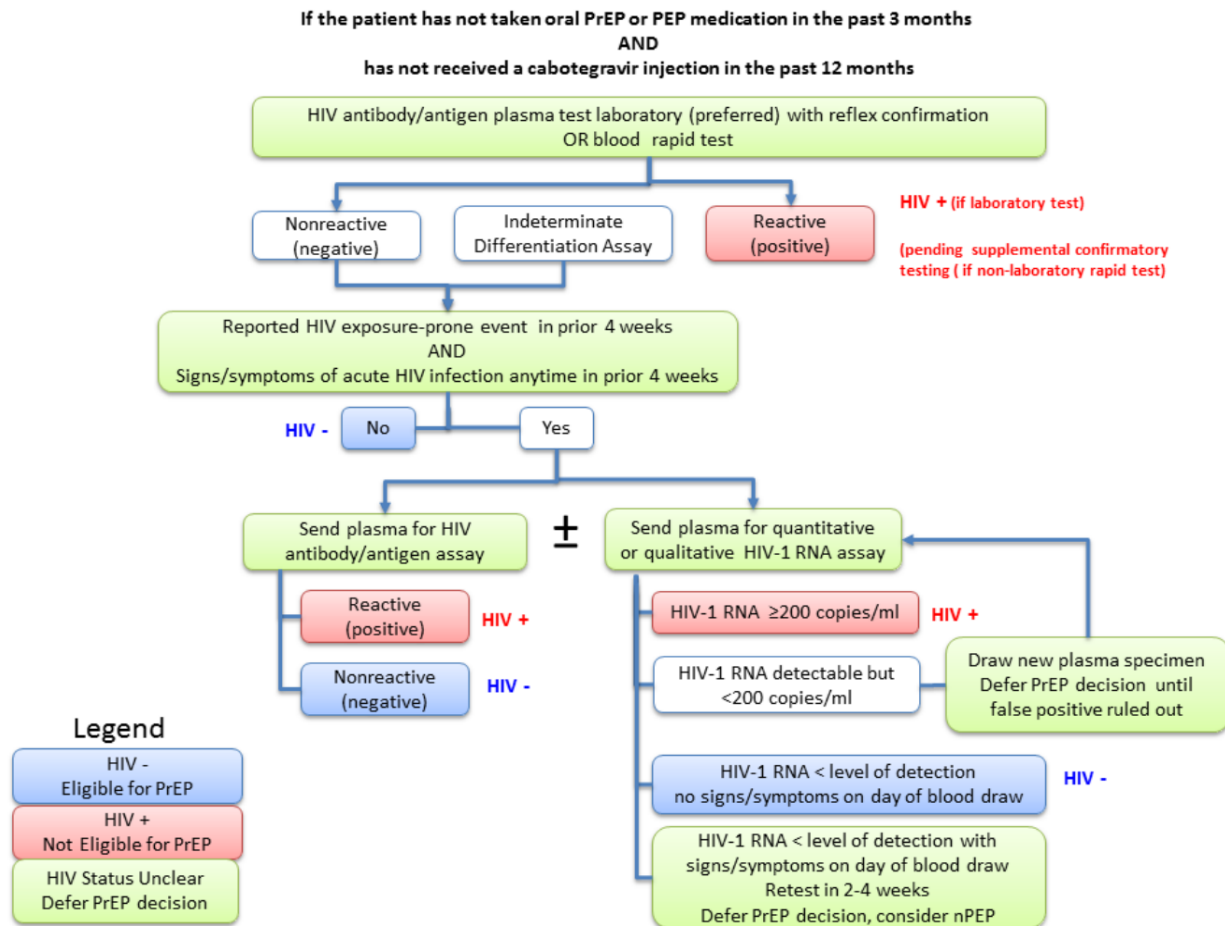 If the patient has not taken oral PrEP or PEP medication in the past 3 months
AND
has not received a cabotegravir injection in the past 12 months
HIV antibody/antigen plasma test laboratory (preferred) with reflex confirmation
OR blood rapid test
Nonreactive
(negative)
Indeterminate
Differentiation Assay
Reactive
(positive)
HIV + (if laboratory test)
(pending supplemental confirmatory
testing ( if non-laboratory rapid test)
Reported HIV exposure-prone event in prior 4 weeks
AND
Signs/symptoms of acute HIV infection anytime in prior 4 weeks
HIV -
No
Yes
Send plasma for HIV
antibody/antigen assay
±
Send plasma for quantitative
or qualitative HIV-1 RNA assay
Reactive
(positive)
HIV +
Nonreactive
(negative)
HIV -
HIV-1 RNA ≥200 copies/ml
HIV +
HIV-1 RNA detectable but
<200 copies/ml
Draw new plasma specimen
Defer PrEP decision until
false positive ruled out
HIV-1 RNA < level of detection
no signs/symptoms on day of blood draw
HIV -
HIV-1 RNA < level of detection with
signs/symptoms on day of blood draw
Retest in 2-4 weeks
Defer PrEP decision, consider nPEP
Legend
HIV -
Eligible for PrEP
HIV +
Not Eligible for PrEP
HIV Status Unclear
Defer PrEP decision